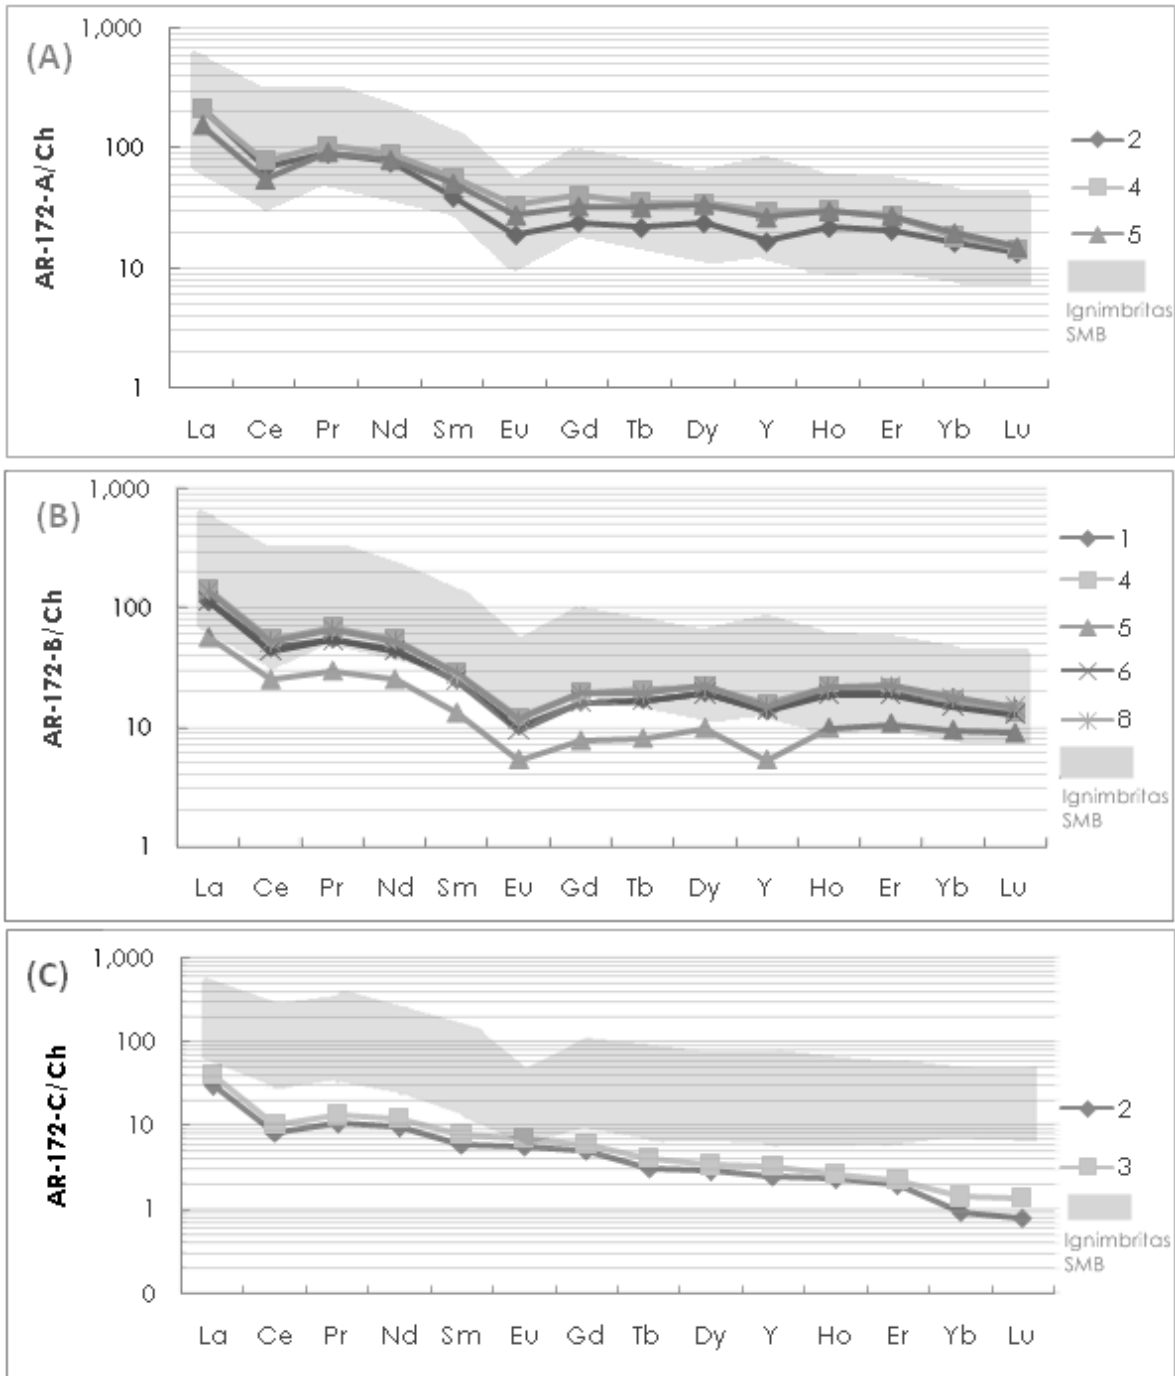 (A)
AR-172-A/Ch
1,000
100
10
1
La Ce Pr Nd Sm Eu Gd Tb Dy Y Ho Er Yb Lu
2
4
5
Ignimbritas
SMB
(B)
AR-172-B/Ch
1,000
100
10
1
La Ce Pr Nd Sm Eu Gd Tb Dy Y Ho Er Yb Lu
1
4
5
6
8
Ignimbritas
SMB
(C)
AR-172-C/Ch
1,000
100
10
1
0
La Ce Pr Nd Sm Eu Gd Tb Dy Y Ho Er Yb Lu
2
3
Ignimbritas
SMB